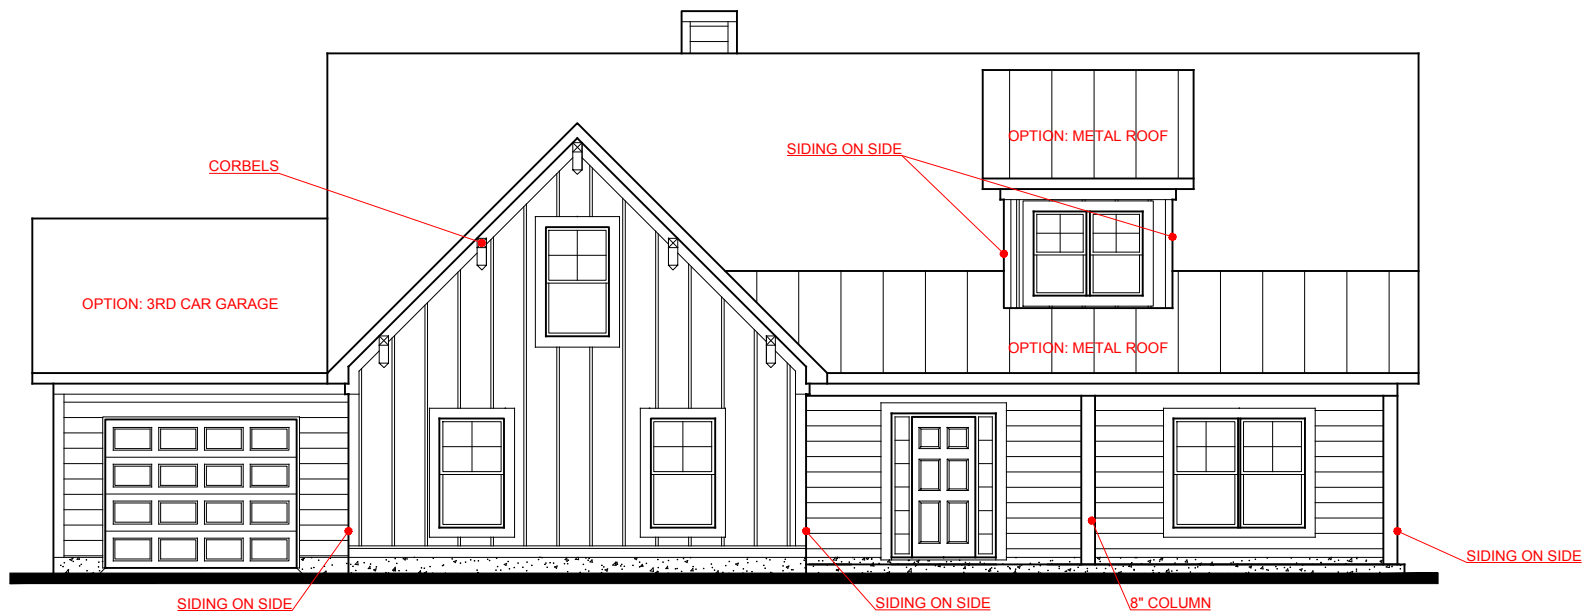 OPTION: METAL ROOF
SIDING ON SIDE
CORBELS
OPTION: 3RD CAR GARAGE
OPTION: METAL ROOF
SIDING ON SIDE
SIDING ON SIDE
SIDING ON SIDE
8" COLUMN